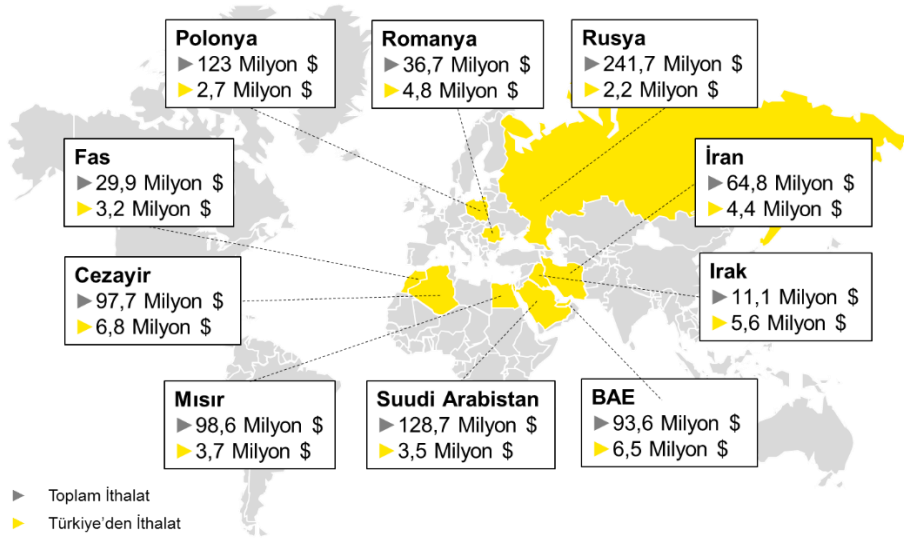 Polonya
123 Milyon $
2,7 Milyon $
Romanya
36,7 Milyon $
4,8 Milyon $
Rusya
241,7 Milyon $
2,2 Milyon $
Fas
29,9 Milyon $
3,2 Milyon $
İran
64,8 Milyon $
4,4 Milyon $
Cezayir
97,7 Milyon $
6,8 Milyon $
Irak
11,1 Milyon $
5,6 Milyon $
Mısır
98,6 Milyon $
3,7 Milyon $
Suudi Arabistan
128,7 Milyon $
3,5 Milyon $
BAE
93,6 Milyon $
6,5 Milyon $
Toplam İthalat
Türkiye'den İthalat